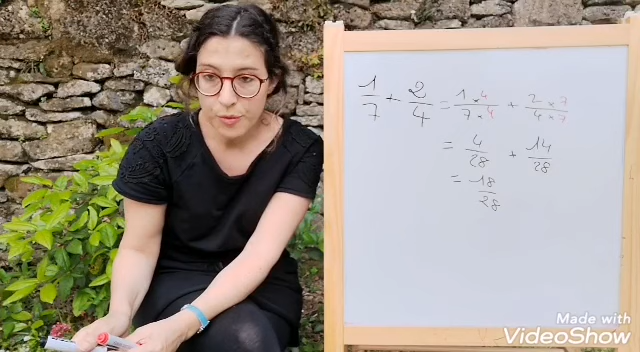 1/7 + 2/4 = 1 × 4 / 7 × 4 + 2 × 7 / 4 × 7
= 4/28 + 14/28
= 18/28
Made with
VideoShow